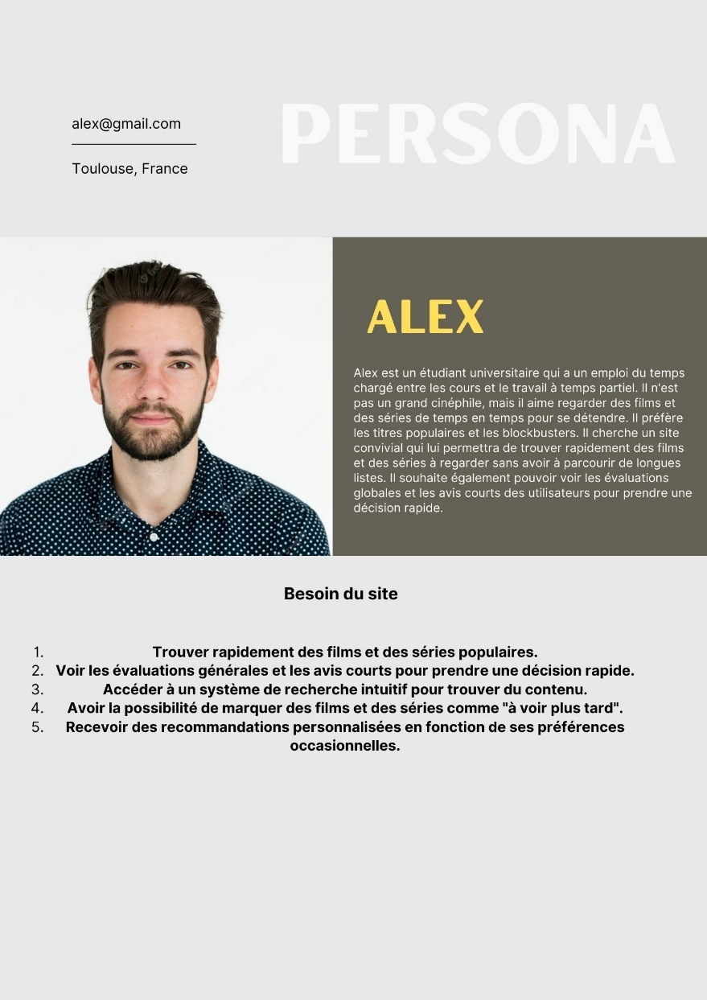 alex@gmail.com
Toulouse, France
PERSONA
ALEX
Alex est un étudiant universitaire qui a un emploi du temps
chargé entre les cours et le travail à temps partiel. Il n'est
pas un grand cinéphile, mais il aime regarder des films et
des séries de temps en temps pour se détendre. Il préfère
les titres populaires et les blockbusters. Il cherche un site
convivial qui lui permettra de trouver rapidement des films
et des séries à regarder sans avoir à parcourir de longues
listes. Il souhaite également pouvoir voir les évaluations
globales et les avis courts des utilisateurs pour prendre une
décision rapide.
Besoin du site
1. Trouver rapidement des films et des séries populaires.
2. Voir les évaluations générales et les avis courts pour prendre une décision rapide.
3. Accéder à un système de recherche intuitif pour trouver du contenu.
4. Avoir la possibilité de marquer des films et des séries comme "à voir plus tard".
5. Recevoir des recommandations personnalisées en fonction de ses préférences
occasionnelles.